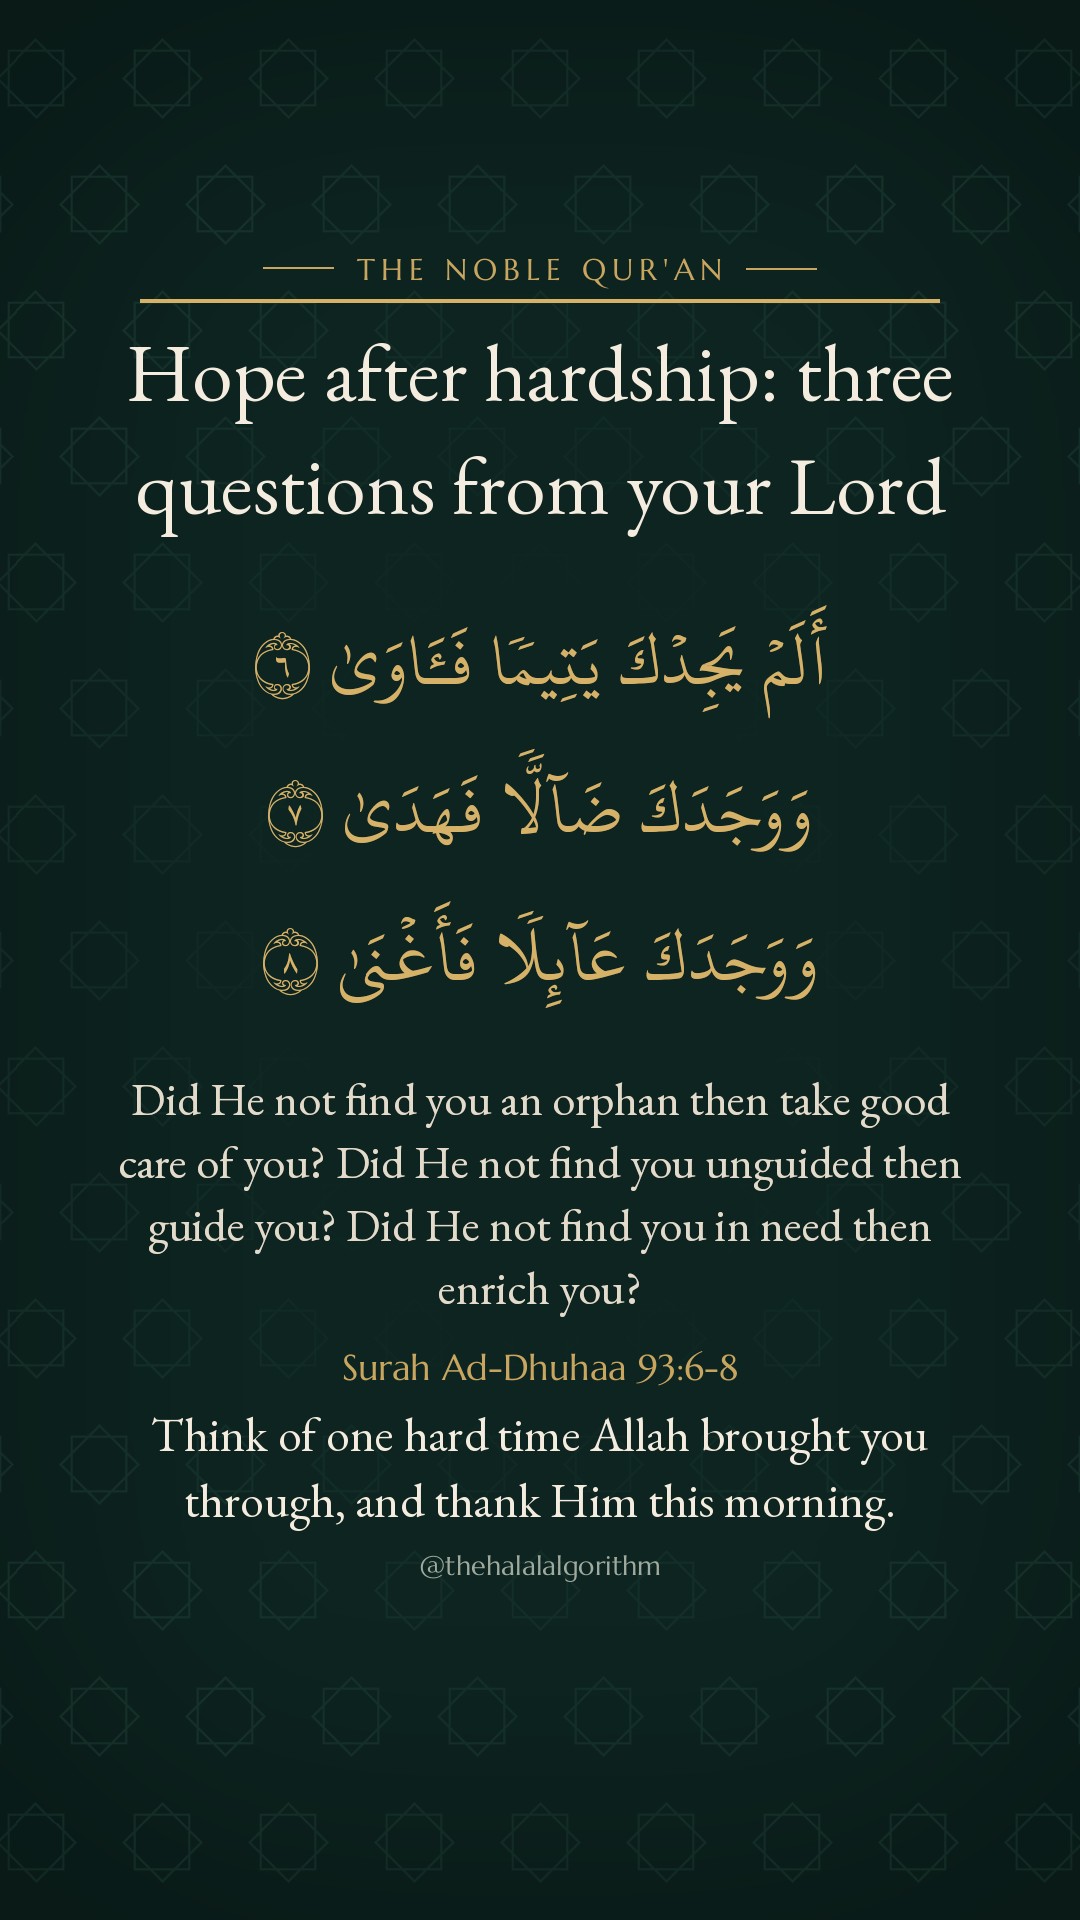 THE NOBLE QUR'AN
Hope after hardship: three
questions from your Lord
أَلَمْ يَجِدْكَ يَتِيمًا فَـَٔاوَىٰ ٦
وَوَجَدَكَ ضَآلًّا فَهَدَىٰ ٧
وَوَجَدَكَ عَآئِلًا فَأَغْنَىٰ ٨
Did He not find you an orphan then take good
care of you? Did He not find you unguided then
guide you? Did He not find you in need then
enrich you?
Surah Ad-Dhuhaa 93:6-8
Think of one hard time Allah brought you
through, and thank Him this morning.
@thehalalalgorithm